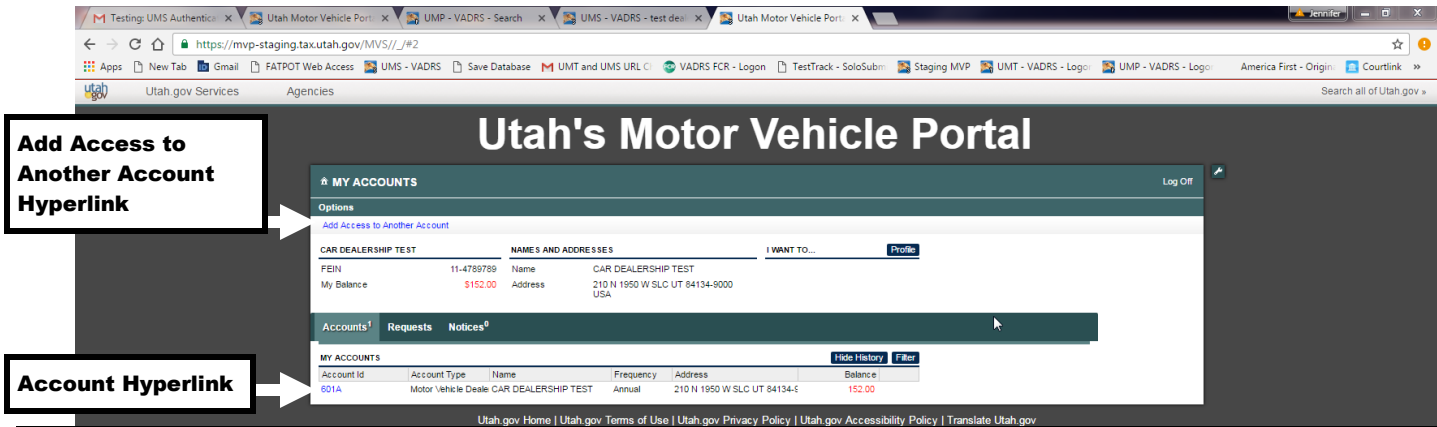 Testing: UMS Authentica
Utah Motor Vehicle Port
UMP - VADRS - Search
UMS - VADRS - test deal
Utah Motor Vehicle Port
Jennifer
https://mvp-staging.tax.utah.gov/MVS//_/#2
Apps New Tab Gmail FATPOT Web Access UMS - VADRS Save Database UMT and UMS URL VADRS FCR - Logon TestTrack - SoloSubm Staging MVP UMT - VADRS - Logo UMP - VADRS - Logo America First - Origin Courtlink »
utah gov Utah.gov Services Agencies Search all of Utah.gov »
Utah's Motor Vehicle Portal
Add Access to
Another Account
Hyperlink
MY ACCOUNTS Log Off
Options
Add Access to Another Account
CAR DEALERSHIP TEST NAMES AND ADDRESSES I WANT TO... Profile
FEIN 11-4789789 Name CAR DEALERSHIP TEST
My Balance $152.00 Address 210 N 1950 W SLC UT 84134-9000
USA
Accounts1 Requests Notices0
MY ACCOUNTS Hide History Filter
Account Id Account Type Name Frequency Address Balance
601A Motor Vehicle Deale CAR DEALERSHIP TEST Annual 210 N 1950 W SLC UT 84134-9 152.00
Account Hyperlink
Utah.gov Home | Utah.gov Terms of Use | Utah.gov Privacy Policy | Utah.gov Accessibility Policy | Translate Utah.gov